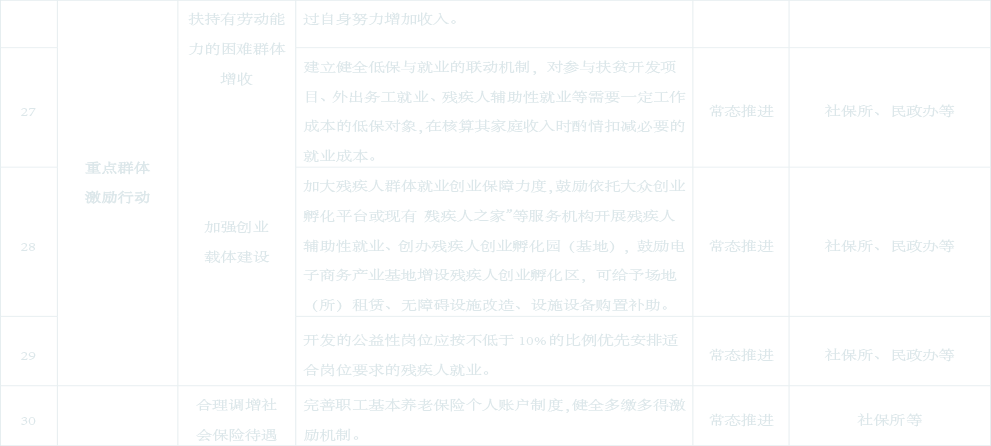 扶持有劳动能
力的困难群体
增收
过自身努力增加收入。
27
重点群体
激励行动
建立健全低保与就业的联动机制，对参与扶贫开发项
目、外出务工就业、残疾人辅助性就业等需要一定工作
成本的低保对象,在核算其家庭收入时酌情扣减必要的
就业成本。
常态推进
社保所、民政办等
28
加强创业
载体建设
加大残疾人群体就业创业保障力度,鼓励依托大众创业
孵化平台或现有 残疾人之家”等服务机构开展残疾人
辅助性就业、创办残疾人创业孵化园（基地），鼓励电
子商务产业基地增设残疾人创业孵化区，可给予场地
（所）租赁、无障碍设施改造、设施设备购置补助。
常态推进
社保所、民政办等
29
开发的公益性岗位应按不低于 10%的比例优先安排适
合岗位要求的残疾人就业。
常态推进
社保所、民政办等
30
合理调增社
会保险待遇
完善职工基本养老保险个人账户制度,健全多缴多得激
励机制。
常态推进
社保所等